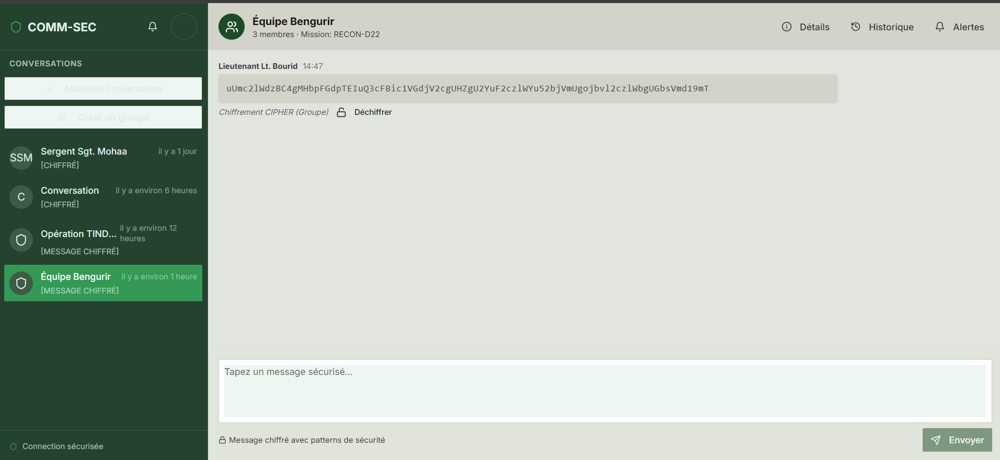 COMM-SEC
CONVERSATIONS
Nouvelle conversation
Créer un groupe
SSM
Sergent Sgt. Mohaa
il y a 1 jour
[CHIFFRÉ]
C
Conversation
il y a environ 6 heures
[CHIFFRÉ]
Opération TIND...
il y a environ 12
heures
[MESSAGE CHIFFRÉ]
Équipe Bengurir
il y a environ 1 heure
[MESSAGE CHIFFRÉ]
Connection sécurisée
Équipe Bengurir
3 membres · Mission: RECON-D22
Détails
Historique
Alertes
Lieutenant Lt. Bourid 14:47
uUmc2lWdzBC4gMHbpFGdpTEIuQ3cFBic1VGdjV2cgUHZgU2YuF2czlWYu52bjVmUgojbvl2czlWbgUGbsVmd19mT
Chiffrement CIPHER (Groupe)
Déchiffrer
Tapez un message sécurisé...
Message chiffré avec patterns de sécurité
Envoyer